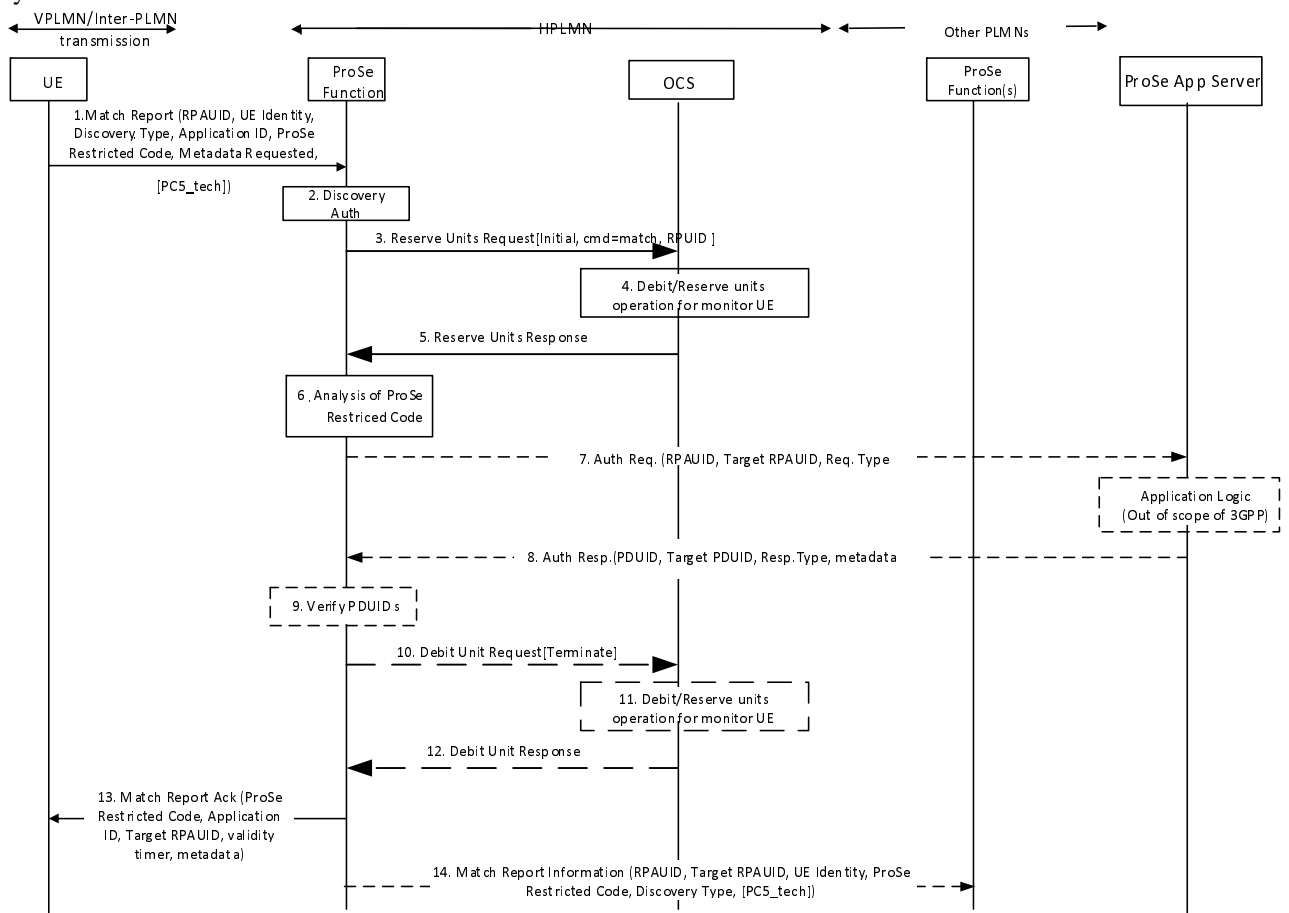 VPLMN/Inter-PLMN
transmission
HPLMN
Other PLMNs
UE
ProSe
Function
OCS
ProSe
Function(s)
ProSe App Server
1.Match Report (RPAUID, UE Identity,
Discovery Type, Application ID, ProSe
Restricted Code, Metadata Requested,
[PC5_tech])
2. Discovery
Auth
3. Reserve Units Request[Initial, cmd=match, RPUID ]
4. Debit/Reserve units
operation for monitor UE
5. Reserve Units Response
6. Analysis of ProSe
Restriced Code
7. Auth Req. (RPAUID, Target RPAUID, Req. Type
Application Logic
(Out of scope of 3GPP)
8. Auth Resp.(PDUID, Target PDUID, Resp.Type, metadata
9. Verify PDUIDs
10. Debit Unit Request[Terminate]
11. Debit/Reserve units
operation for monitor UE
12. Debit Unit Response
13. Match Report Ack (ProSe
Restricted Code, Application
ID, Target RPAUID, validity
timer, metadata)
14. Match Report Information (RPAUID, Target RPAUID, UE Identity, ProSe
Restricted Code, Discovery Type, [PC5_tech])